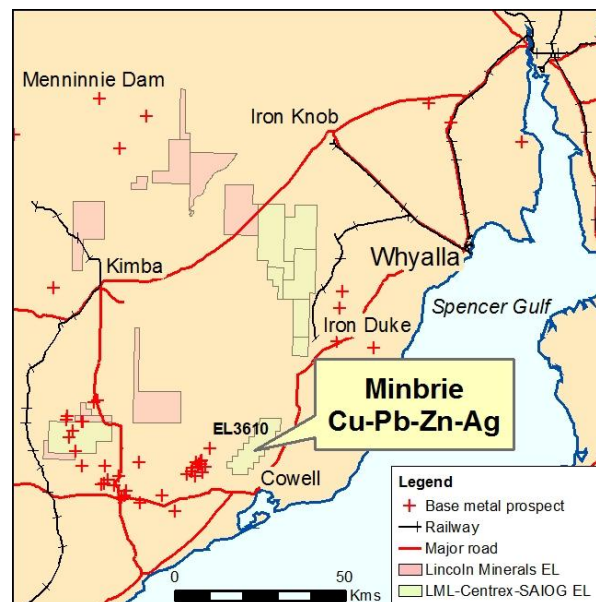 Menninnie Dam
Iron Knob
Whyalla
Kimba
Spencer Gulf
Iron Duke
Minbrie
Cu-Pb-Zn-Ag
EL3610
Cowell
Legend
Base metal prospect
Railway
Major road
Lincoln Minerals EL
LML-Centrex-SAIOG EL
0 50
Kms